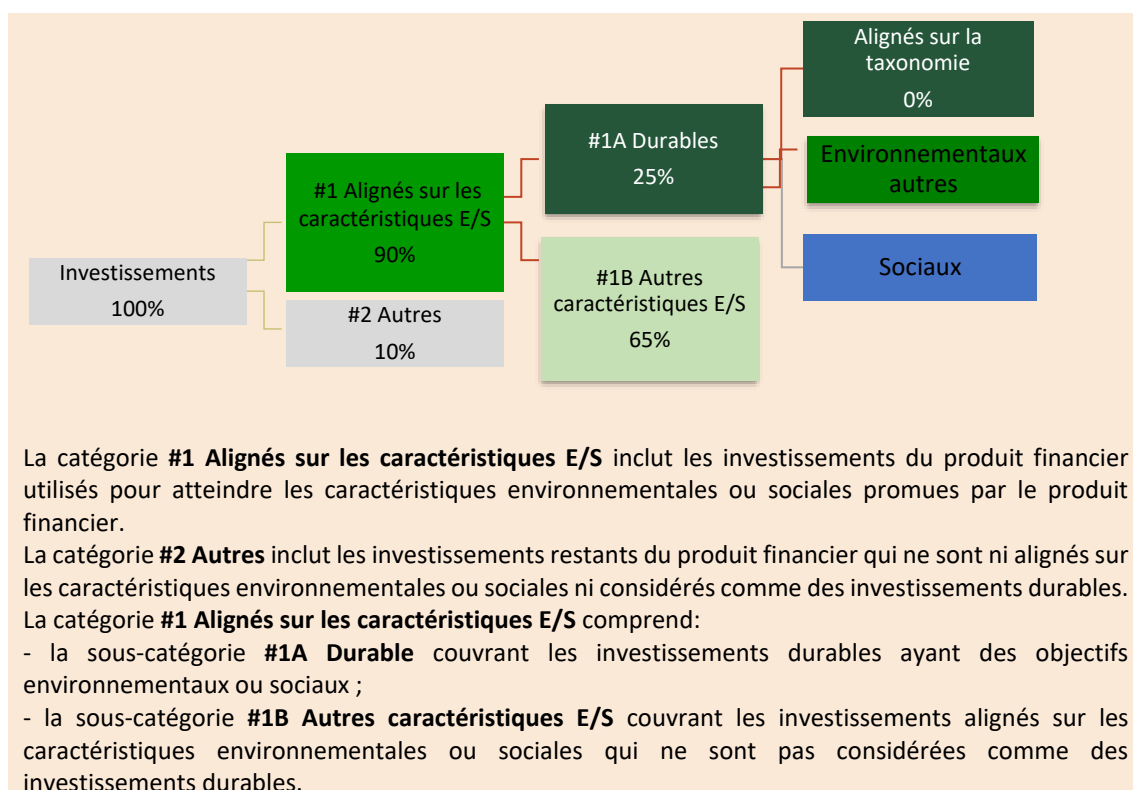 Alignés sur la
taxonomie
0%
#1A Durables
25%
Environnementaux
autres
#1 Alignés sur les
caractéristiques E/S
90%
Investissements
100%
Sociaux
#1B Autres
caractéristiques E/S
65%
#2 Autres
10%
La catégorie #1 Alignés sur les caractéristiques E/S inclut les investissements du produit financier
utilisés pour atteindre les caractéristiques environnementales ou sociales promues par le produit
financier.
La catégorie #2 Autres inclut les investissements restants du produit financier qui ne sont ni alignés sur
les caractéristiques environnementales ou sociales ni considérés comme des investissements durables.
La catégorie #1 Alignés sur les caractéristiques E/S comprend:
- la sous-catégorie #1A Durable couvrant les investissements durables ayant des objectifs
environnementaux ou sociaux ;
- la sous-catégorie #1B Autres caractéristiques E/S couvrant les investissements alignés sur les
caractéristiques environnementales ou sociales qui ne sont pas considérées comme des
investissements durables.